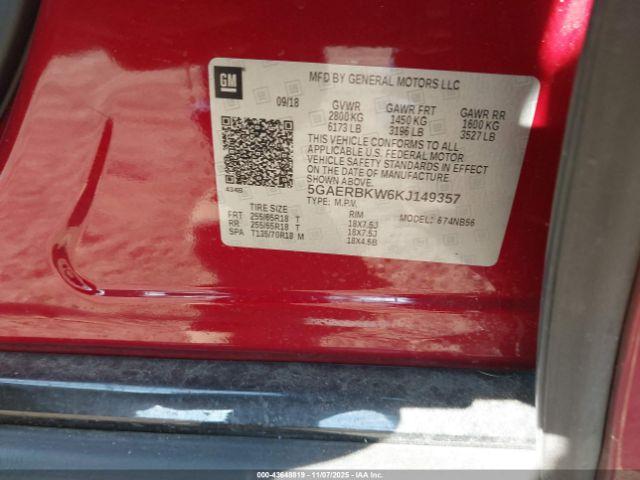 GM
MFD BY GENERAL MOTORS LLC
09/18 GVWR GAWR FRT GAWR RR
2800 KG 1450 KG 1600 KG
6173 LB 3196 LB 3527 LB
THIS VEHICLE CONFORMS TO ALL
APPLICABLE U.S. FEDERAL MOTOR
VEHICLE SAFETY STANDARDS IN EFFECT
ON THE DATE OF MANUFACTURE
SHOWN ABOVE.
5GAERBKW6KJ149357
TYPE: M.P.V. MODEL: 674NB56
434B
TIRE SIZE RIM
FRT 255/65R18 T 18X7.5J
RR 255/65R18 T 18X7.5J
SPA T135/70R18 M 18X4.5B
000-43648819 - 11/07/2025 - IAAC